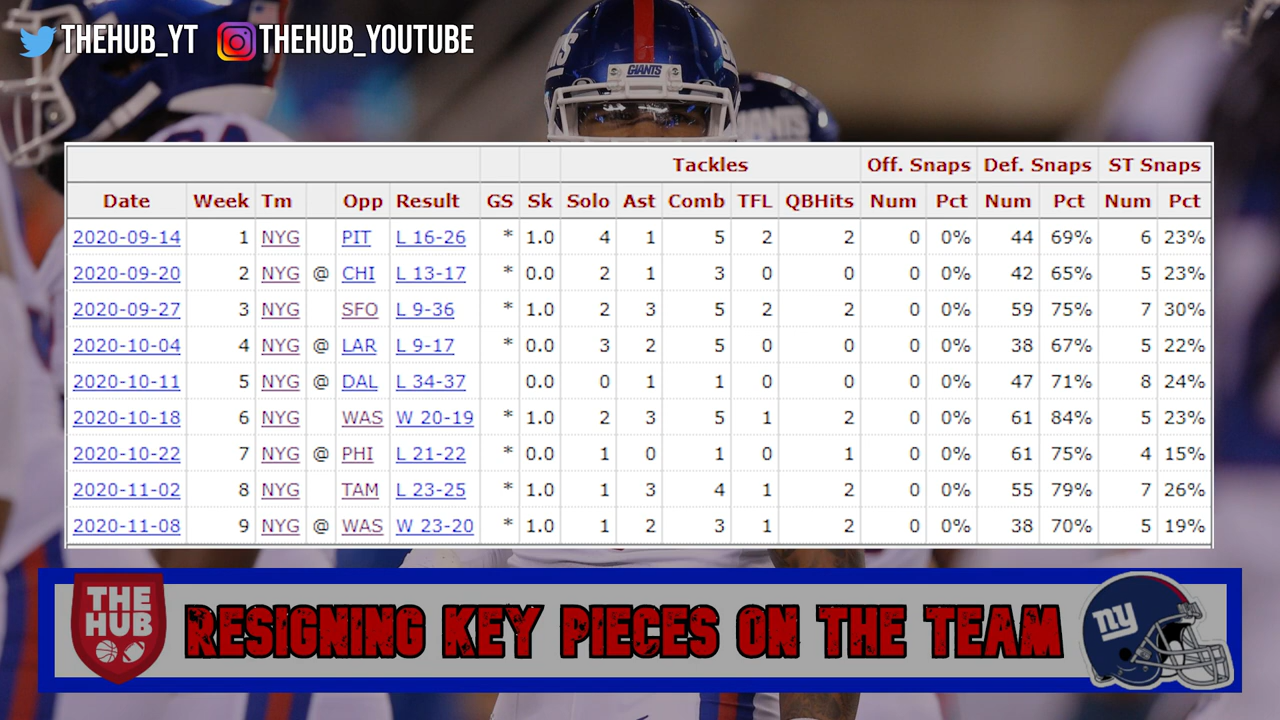 THEHUB_YT THEHUB_YOUTUBE
GIANTS
Tackles Off. Snaps Def. Snaps ST Snaps
Date Week Tm Opp Result GS Sk Solo Ast Comb TFL QBHits Num Pct Num Pct Num Pct
2020-09-14 1 NYG PIT L 16-26 * 1.0 4 1 5 2 2 0 0% 44 69% 6 23%
2020-09-20 2 NYG @ CHI L 13-17 * 0.0 2 1 3 0 0 0 0% 42 65% 5 23%
2020-09-27 3 NYG SFO L 9-36 * 1.0 2 3 5 2 2 0 0% 59 75% 7 30%
2020-10-04 4 NYG @ LAR L 9-17 * 0.0 3 2 5 0 0 0 0% 38 67% 5 22%
2020-10-11 5 NYG @ DAL L 34-37 0.0 0 1 1 0 0 0 0% 47 71% 8 24%
2020-10-18 6 NYG WAS W 20-19 * 1.0 2 3 5 1 2 0 0% 61 84% 5 23%
2020-10-22 7 NYG @ PHI L 21-22 * 0.0 1 0 1 0 1 0 0% 61 75% 4 15%
2020-11-02 8 NYG TAM L 23-25 * 1.0 1 3 4 1 2 0 0% 55 79% 7 26%
2020-11-08 9 NYG @ WAS W 23-20 * 1.0 1 2 3 1 2 0 0% 38 70% 5 19%
THE
HUB
RESIGNING KEY PIECES ON THE TEAM
ny